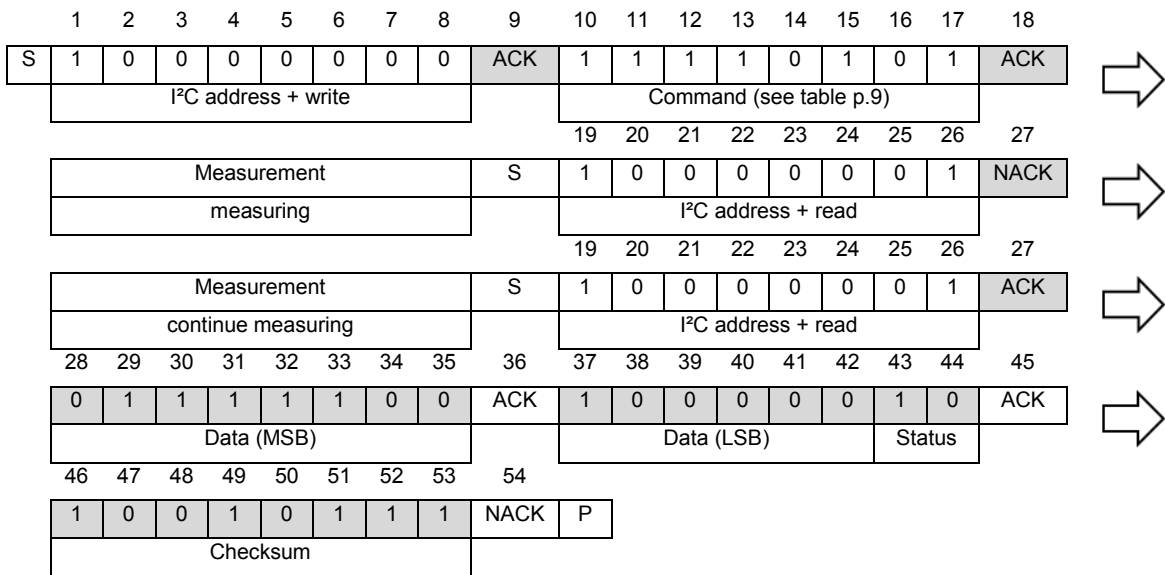 1 2 3 4 5 6 7 8 9 10 11 12 13 14 15 16 17 18
S 1 0 0 0 0 0 0 0 ACK 1 1 1 1 0 1 0 1 ACK
I²C address + write Command (see table p.9)
19 20 21 22 23 24 25 26 27
Measurement S 1 0 0 0 0 0 0 1 NACK
measuring I²C address + read
19 20 21 22 23 24 25 26 27
Measurement S 1 0 0 0 0 0 0 1 ACK
continue measuring I²C address + read
28 29 30 31 32 33 34 35 36 37 38 39 40 41 42 43 44 45
0 1 1 1 1 1 0 0 ACK 1 0 0 0 0 0 1 0 ACK
Data (MSB) Data (LSB) Status
46 47 48 49 50 51 52 53 54
1 0 0 1 0 1 1 1 NACK P
Checksum